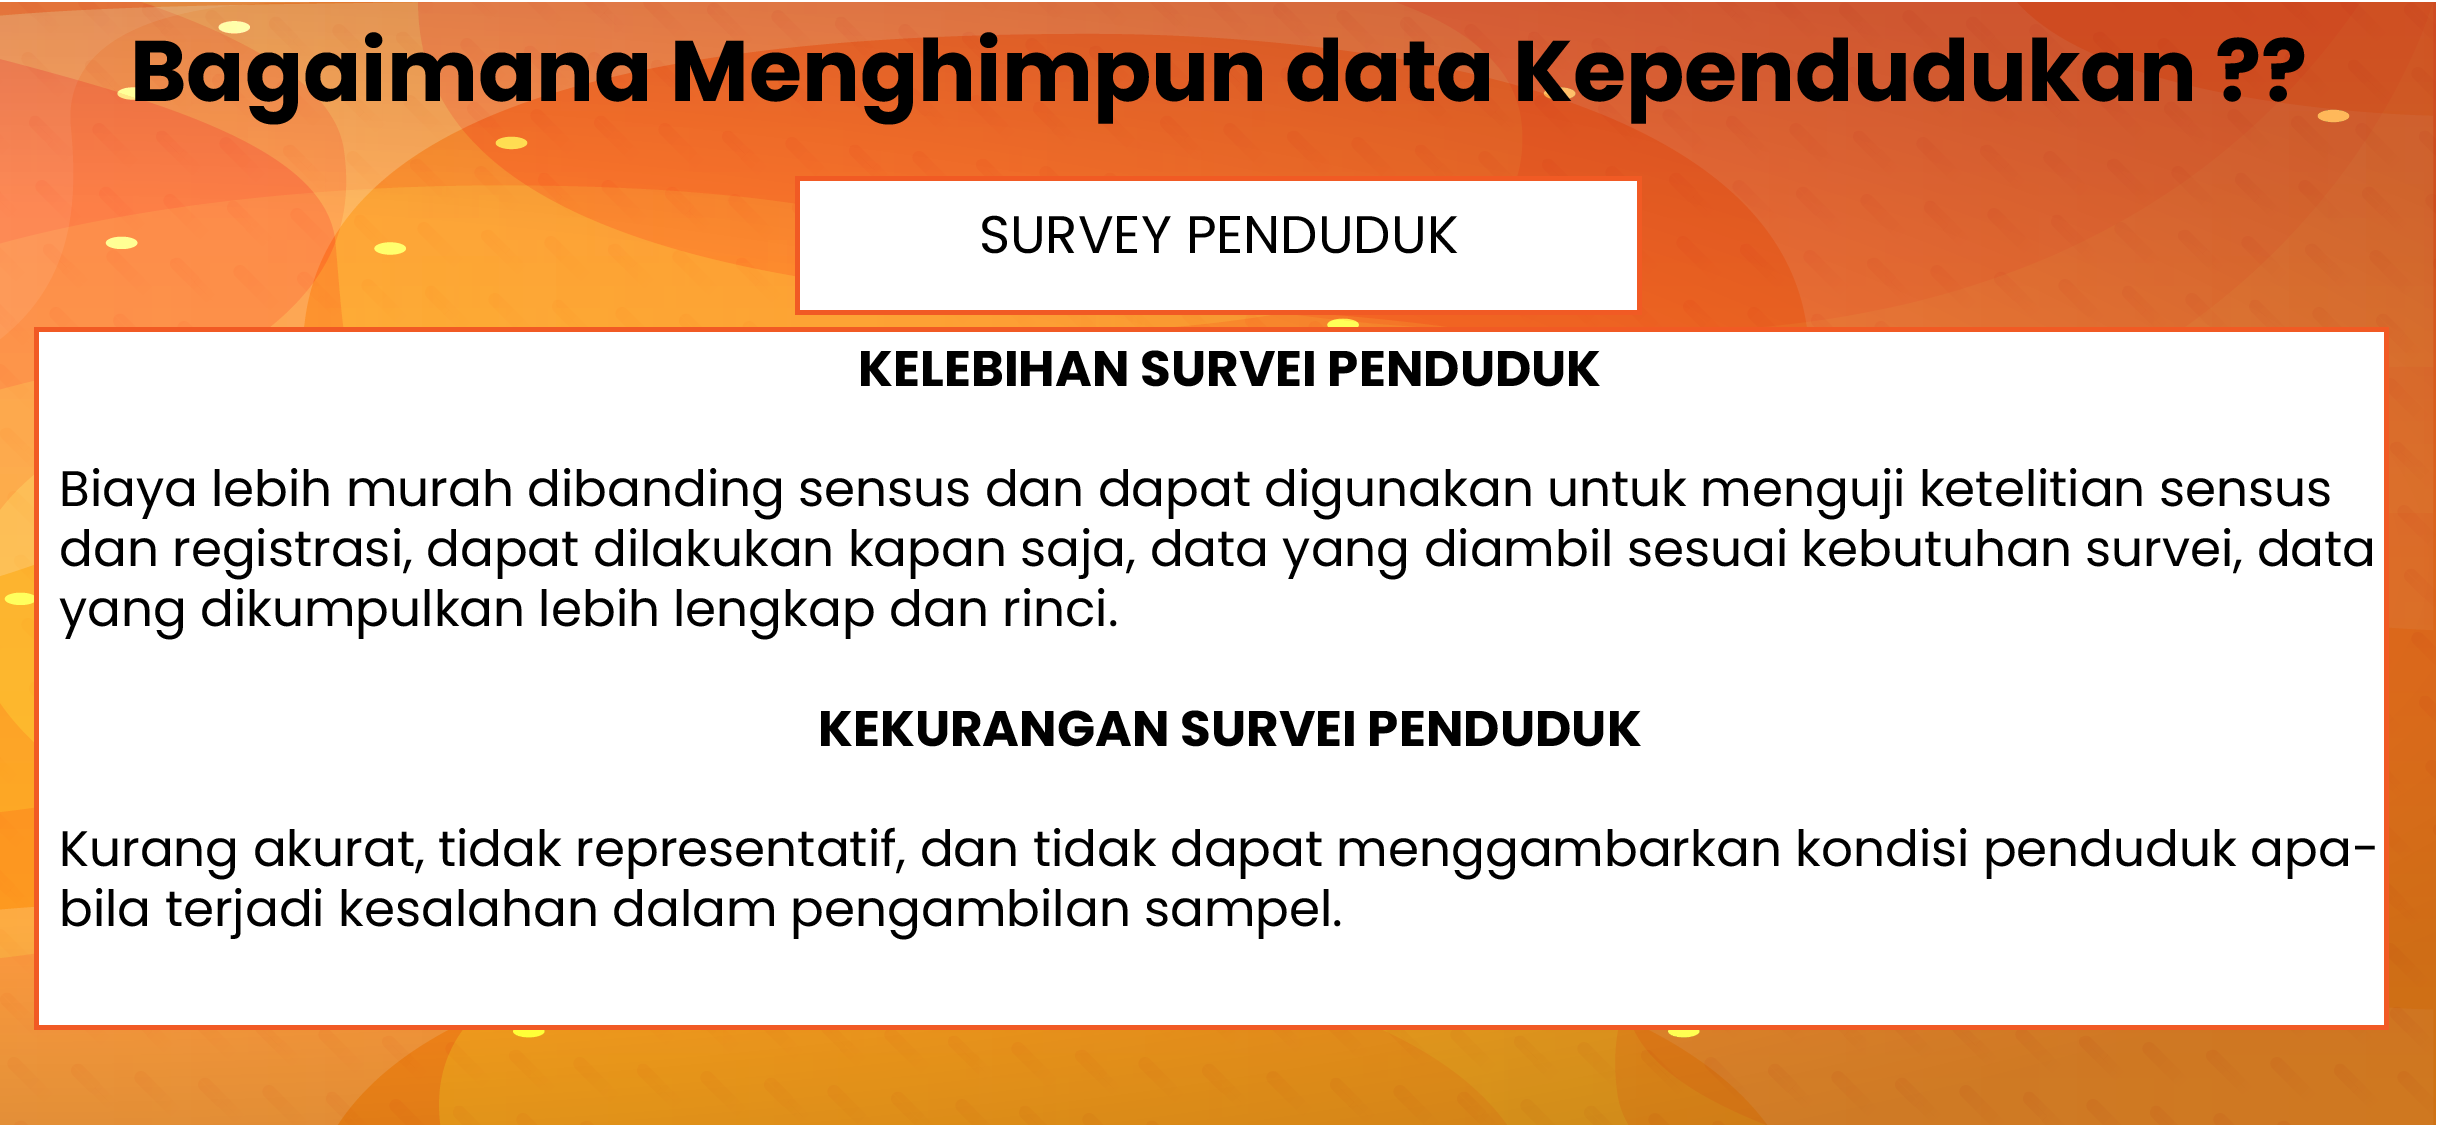 Bagaimana Menghimpun data Kependudukan ??
SURVEY PENDUDUK
KELEBIHAN SURVEI PENDUDUK
Biaya lebih murah dibanding sensus dan dapat digunakan untuk menguji ketelitian sensus
dan registrasi, dapat dilakukan kapan saja, data yang diambil sesuai kebutuhan survei, data
yang dikumpulkan lebih lengkap dan rinci.
KEKURANGAN SURVEI PENDUDUK
Kurang akurat, tidak representatif, dan tidak dapat menggambarkan kondisi penduduk apa-
bila terjadi kesalahan dalam pengambilan sampel.